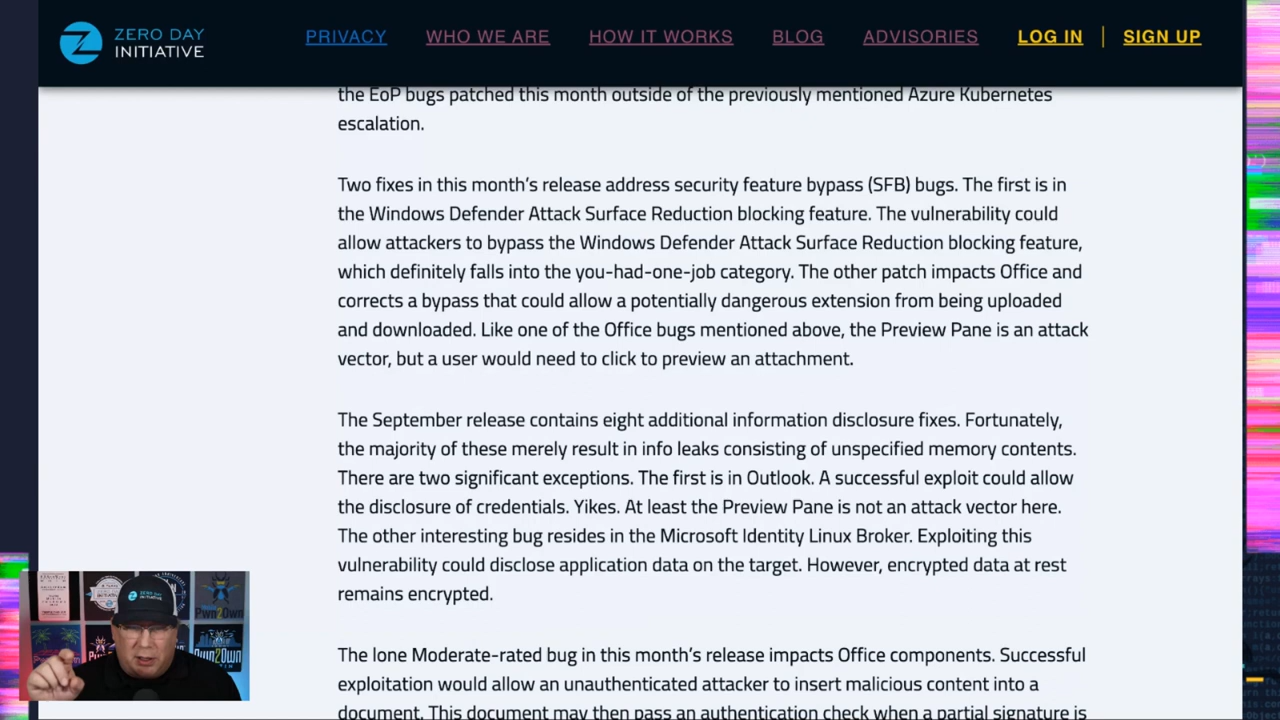 ZERO DAY
INITIATIVE
PRIVACY
WHO WE ARE
HOW IT WORKS
BLOG
ADVISORIES
LOG IN
SIGN UP
the EoP bugs patched this month outside of the previously mentioned Azure Kubernetes
escalation.
Two fixes in this month's release address security feature bypass (SFB) bugs. The first is in
the Windows Defender Attack Surface Reduction blocking feature. The vulnerability could
allow attackers to bypass the Windows Defender Attack Surface Reduction blocking feature,
which definitely falls into the you-had-one-job category. The other patch impacts Office and
corrects a bypass that could allow a potentially dangerous extension from being uploaded
and downloaded. Like one of the Office bugs mentioned above, the Preview Pane is an attack
vector, but a user would need to click to preview an attachment.
The September release contains eight additional information disclosure fixes. Fortunately,
the majority of these merely result in info leaks consisting of unspecified memory contents.
There are two significant exceptions. The first is in Outlook. A successful exploit could allow
the disclosure of credentials. Yikes. At least the Preview Pane is not an attack vector here.
The other interesting bug resides in the Microsoft Identity Linux Broker. Exploiting this
vulnerability could disclose application data on the target. However, encrypted data at rest
remains encrypted.
The lone Moderate-rated bug in this month's release impacts Office components. Successful
exploitation would allow an unauthenticated attacker to insert malicious content into a
document. This document may then pass an authentication check when a partial signature is
ZERO DAY
INITIATIVE
Pwn2Own
Pwn2Own